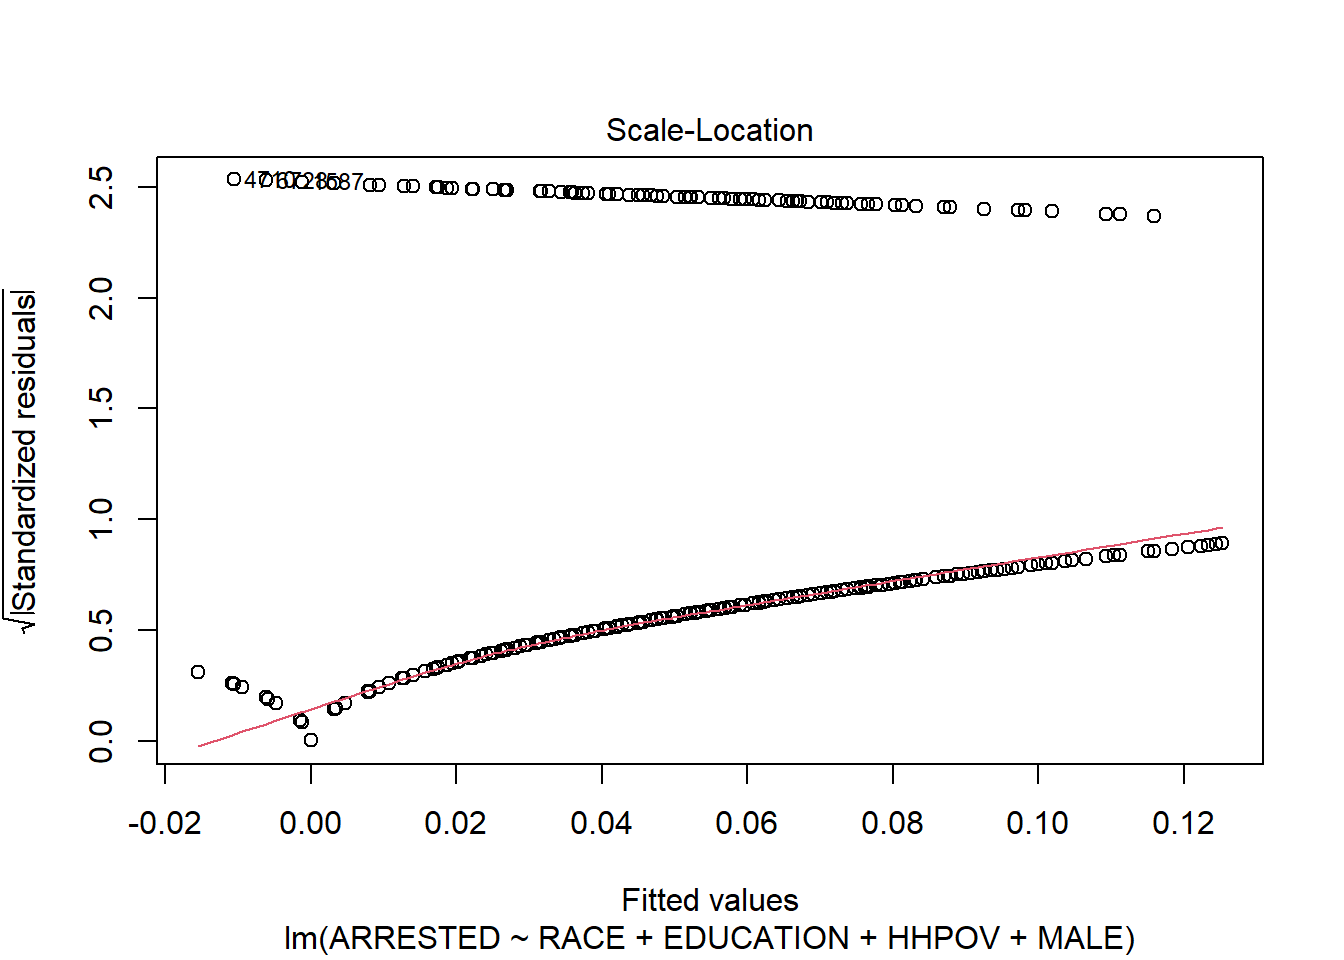 Scale-Location
2.5
2.0
1.5
1.0
0.5
0.0
√|Standardized residuals|
-0.02 0.00 0.02 0.04 0.06 0.08 0.10 0.12
Fitted values
lm(ARRESTED ~ RACE + EDUCATION + HHPOV + MALE)